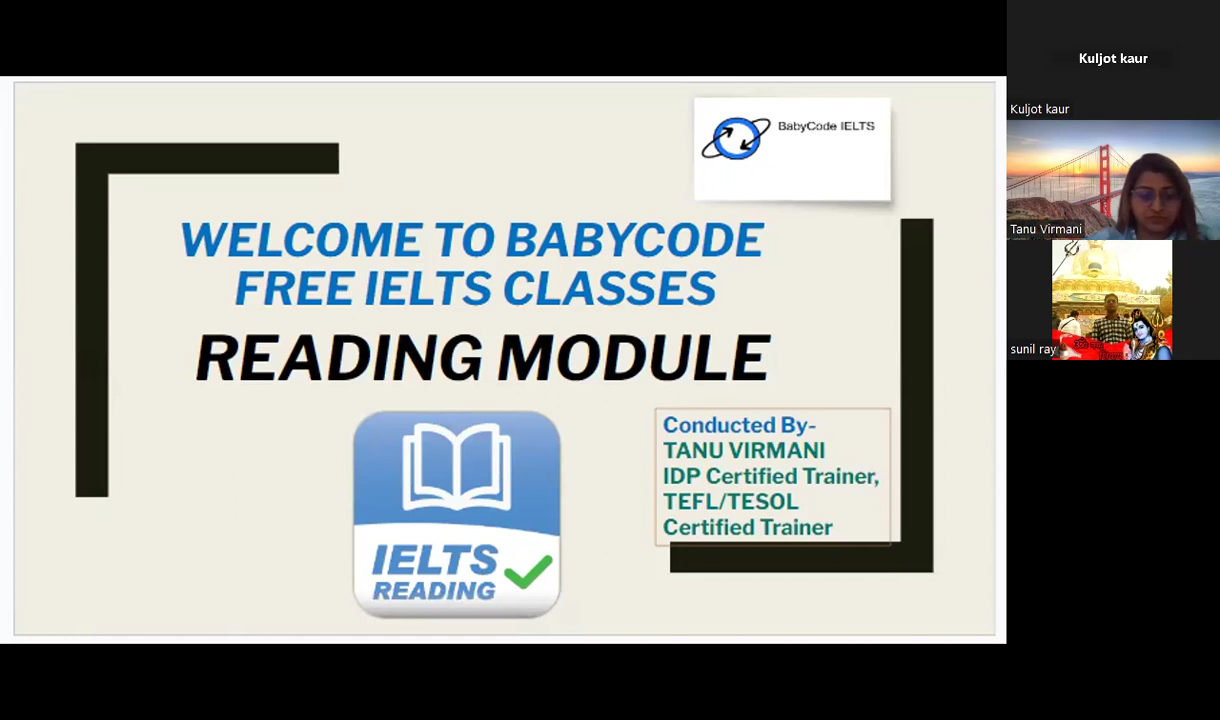 BabyCode IELTS
WELCOME TO BABYCODE
FREE IELTS CLASSES
READING MODULE
IELTS
READING
Conducted By-
TANU VIRMANI
IDP Certified Trainer,
TEFL/TESOL
Certified Trainer
Kuljot kaur
Kuljot kaur
Tanu Virmani
sunil ray